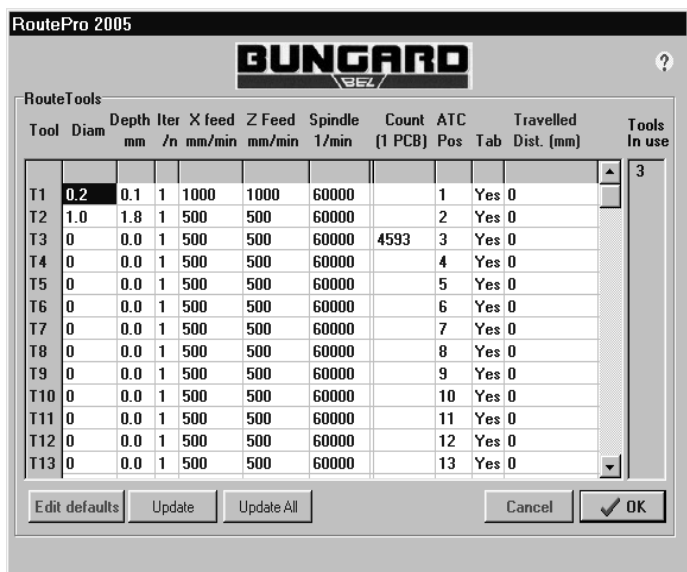 RoutePro 2005
BUNGARD
BEZ
?
RouteTools
Tool Diam Depth mm Iter /n X feed mm/min Z Feed mm/min Spindle 1/min Count (1 PCB) ATC Pos Tab Travelled Dist. (mm) Tools In use
3
T1 0.2 0.1 1 1000 1000 60000 1 Yes 0
T2 1.0 1.8 1 500 500 60000 2 Yes 0
T3 0 0.0 1 500 500 60000 4593 3 Yes 0
T4 0 0.0 1 500 500 60000 4 Yes 0
T5 0 0.0 1 500 500 60000 5 Yes 0
T6 0 0.0 1 500 500 60000 6 Yes 0
T7 0 0.0 1 500 500 60000 7 Yes 0
T8 0 0.0 1 500 500 60000 8 Yes 0
T9 0 0.0 1 500 500 60000 9 Yes 0
T10 0 0.0 1 500 500 60000 10 Yes 0
T11 0 0.0 1 500 500 60000 11 Yes 0
T12 0 0.0 1 500 500 60000 12 Yes 0
T13 0 0.0 1 500 500 60000 13 Yes 0
Edit defaults Update Update All Cancel OK